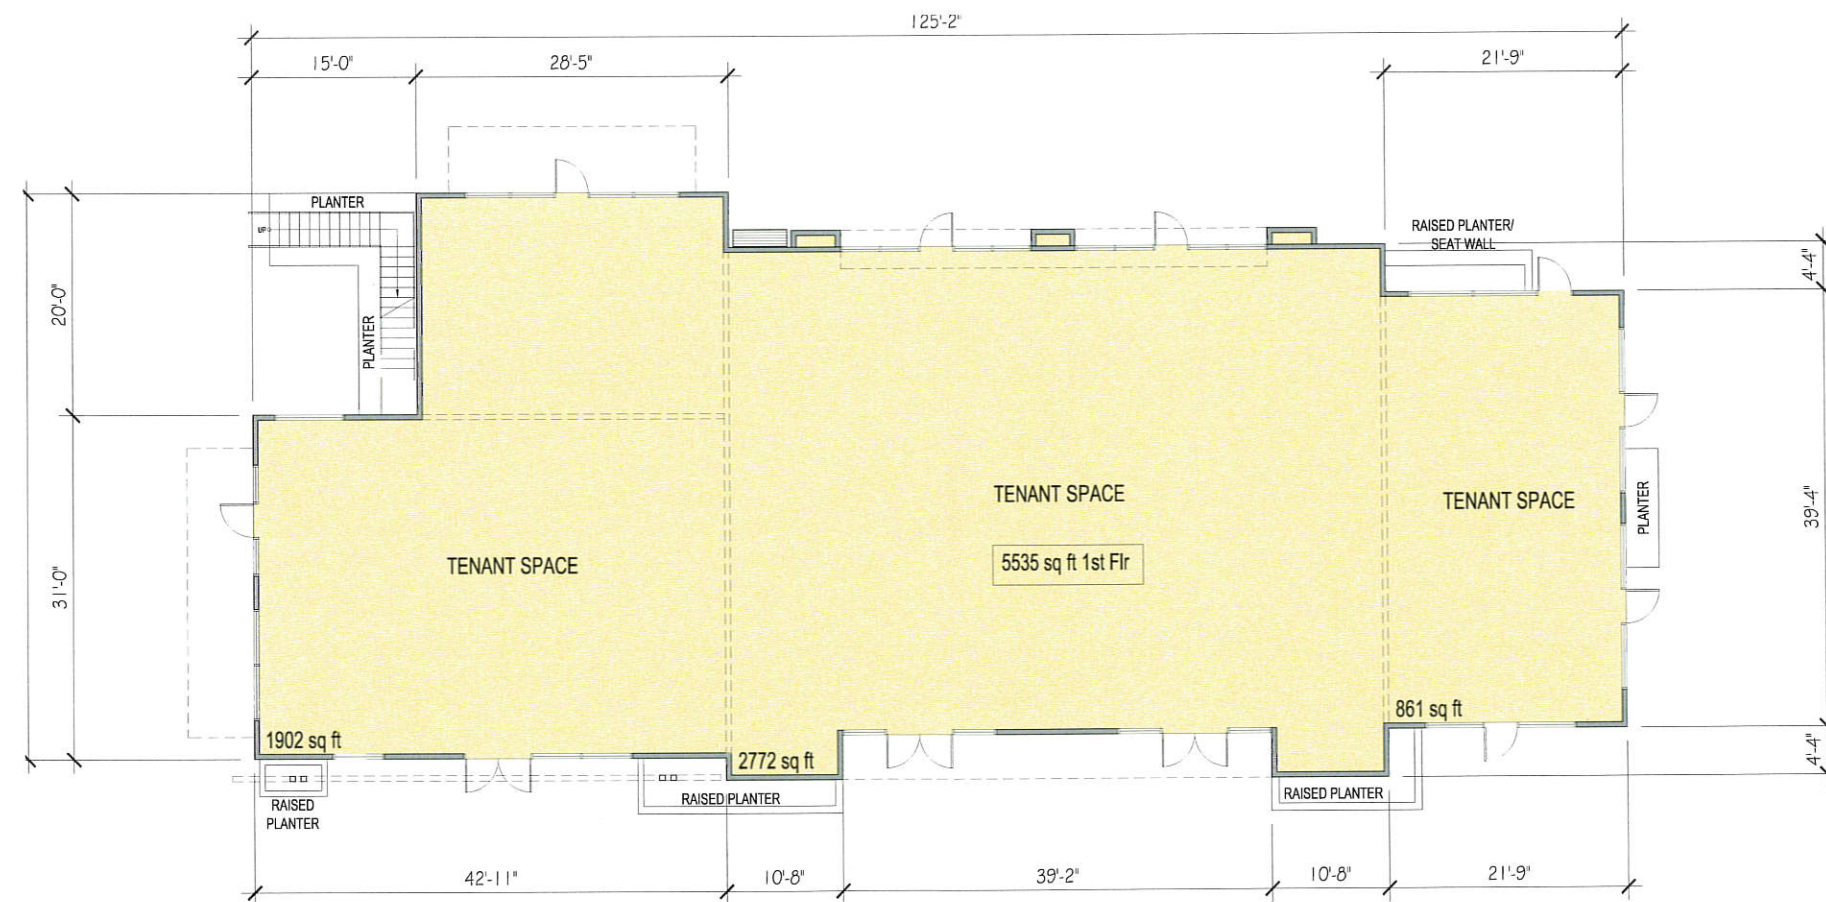 125'-2"
15'-0"
28'-5"
21'-9"
PLANTER
UP
RAISED PLANTER/
SEAT WALL
4'-4"
20'-0"
PLANTER
TENANT SPACE
TENANT SPACE
PLANTER
39'-4"
5535 sq ft 1st Flr
TENANT SPACE
31'-0"
861 sq ft
1902 sq ft
2772 sq ft
4'-4"
RAISED
PLANTER
RAISED PLANTER
RAISED PLANTER
42'-11"
10'-8"
39'-2"
10'-8"
21'-9"